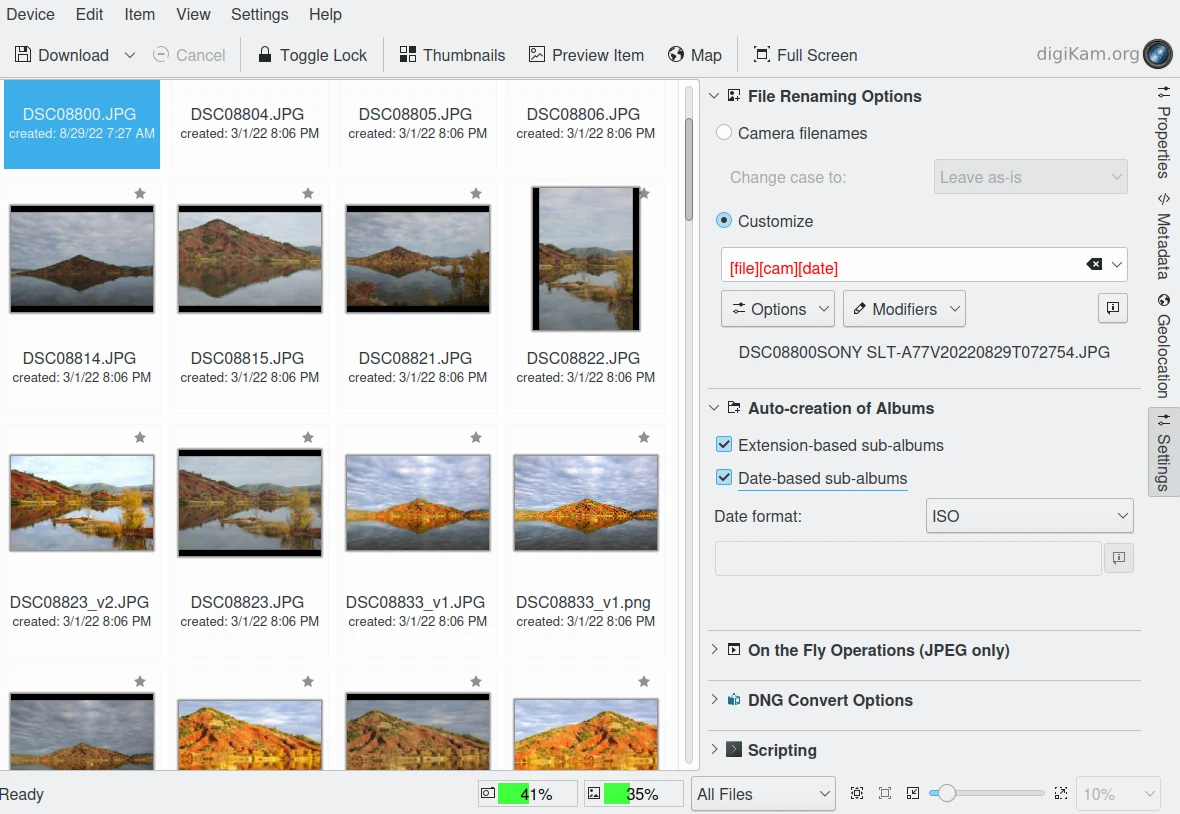 Device Edit Item View Settings Help
Download Cancel Toggle Lock Thumbnails Preview Item Map Full Screen digiKam.org
DSC08800.JPG DSC08804.JPG DSC08805.JPG DSC08806.JPG
created: 8/29/22 7:27 AM created: 3/1/22 8:06 PM created: 3/1/22 8:06 PM created: 3/1/22 8:06 PM
DSC08814.JPG DSC08815.JPG DSC08821.JPG DSC08822.JPG
created: 3/1/22 8:06 PM created: 3/1/22 8:06 PM created: 3/1/22 8:06 PM created: 3/1/22 8:06 PM
DSC08823_v2.JPG DSC08823.JPG DSC08833_v1.JPG DSC08833_v1.png
created: 3/1/22 8:06 PM created: 3/1/22 8:06 PM created: 3/1/22 8:06 PM created: 3/1/22 8:06 PM
File Renaming Options
Camera filenames
Change case to: Leave as-is
Customize
[file][cam][date]
Options Modifiers
DSC08800SONY SLT-A77V20220829T072754.JPG
Auto-creation of Albums
Extension-based sub-albums
Date-based sub-albums
Date format: ISO
On the Fly Operations (JPEG only)
DNG Convert Options
Scripting
Properties
Metadata
Geolocation
Settings
Ready 41% 35% All Files 10%